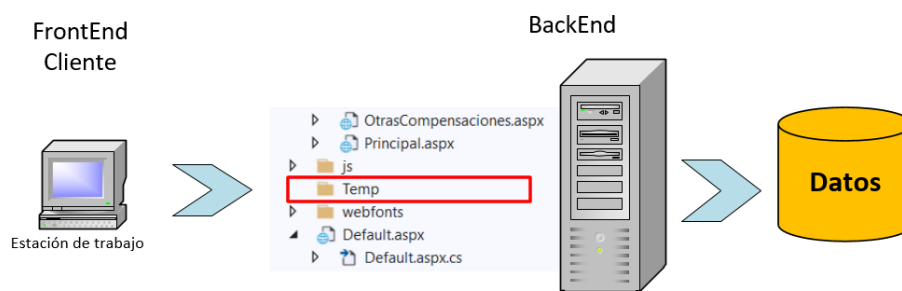 FrontEnd
Cliente
BackEnd
OtrasCompensaciones.aspx
Principal.aspx
js
Temp
webfonts
Default.aspx
Default.aspx.cs
Estación de trabajo
Datos